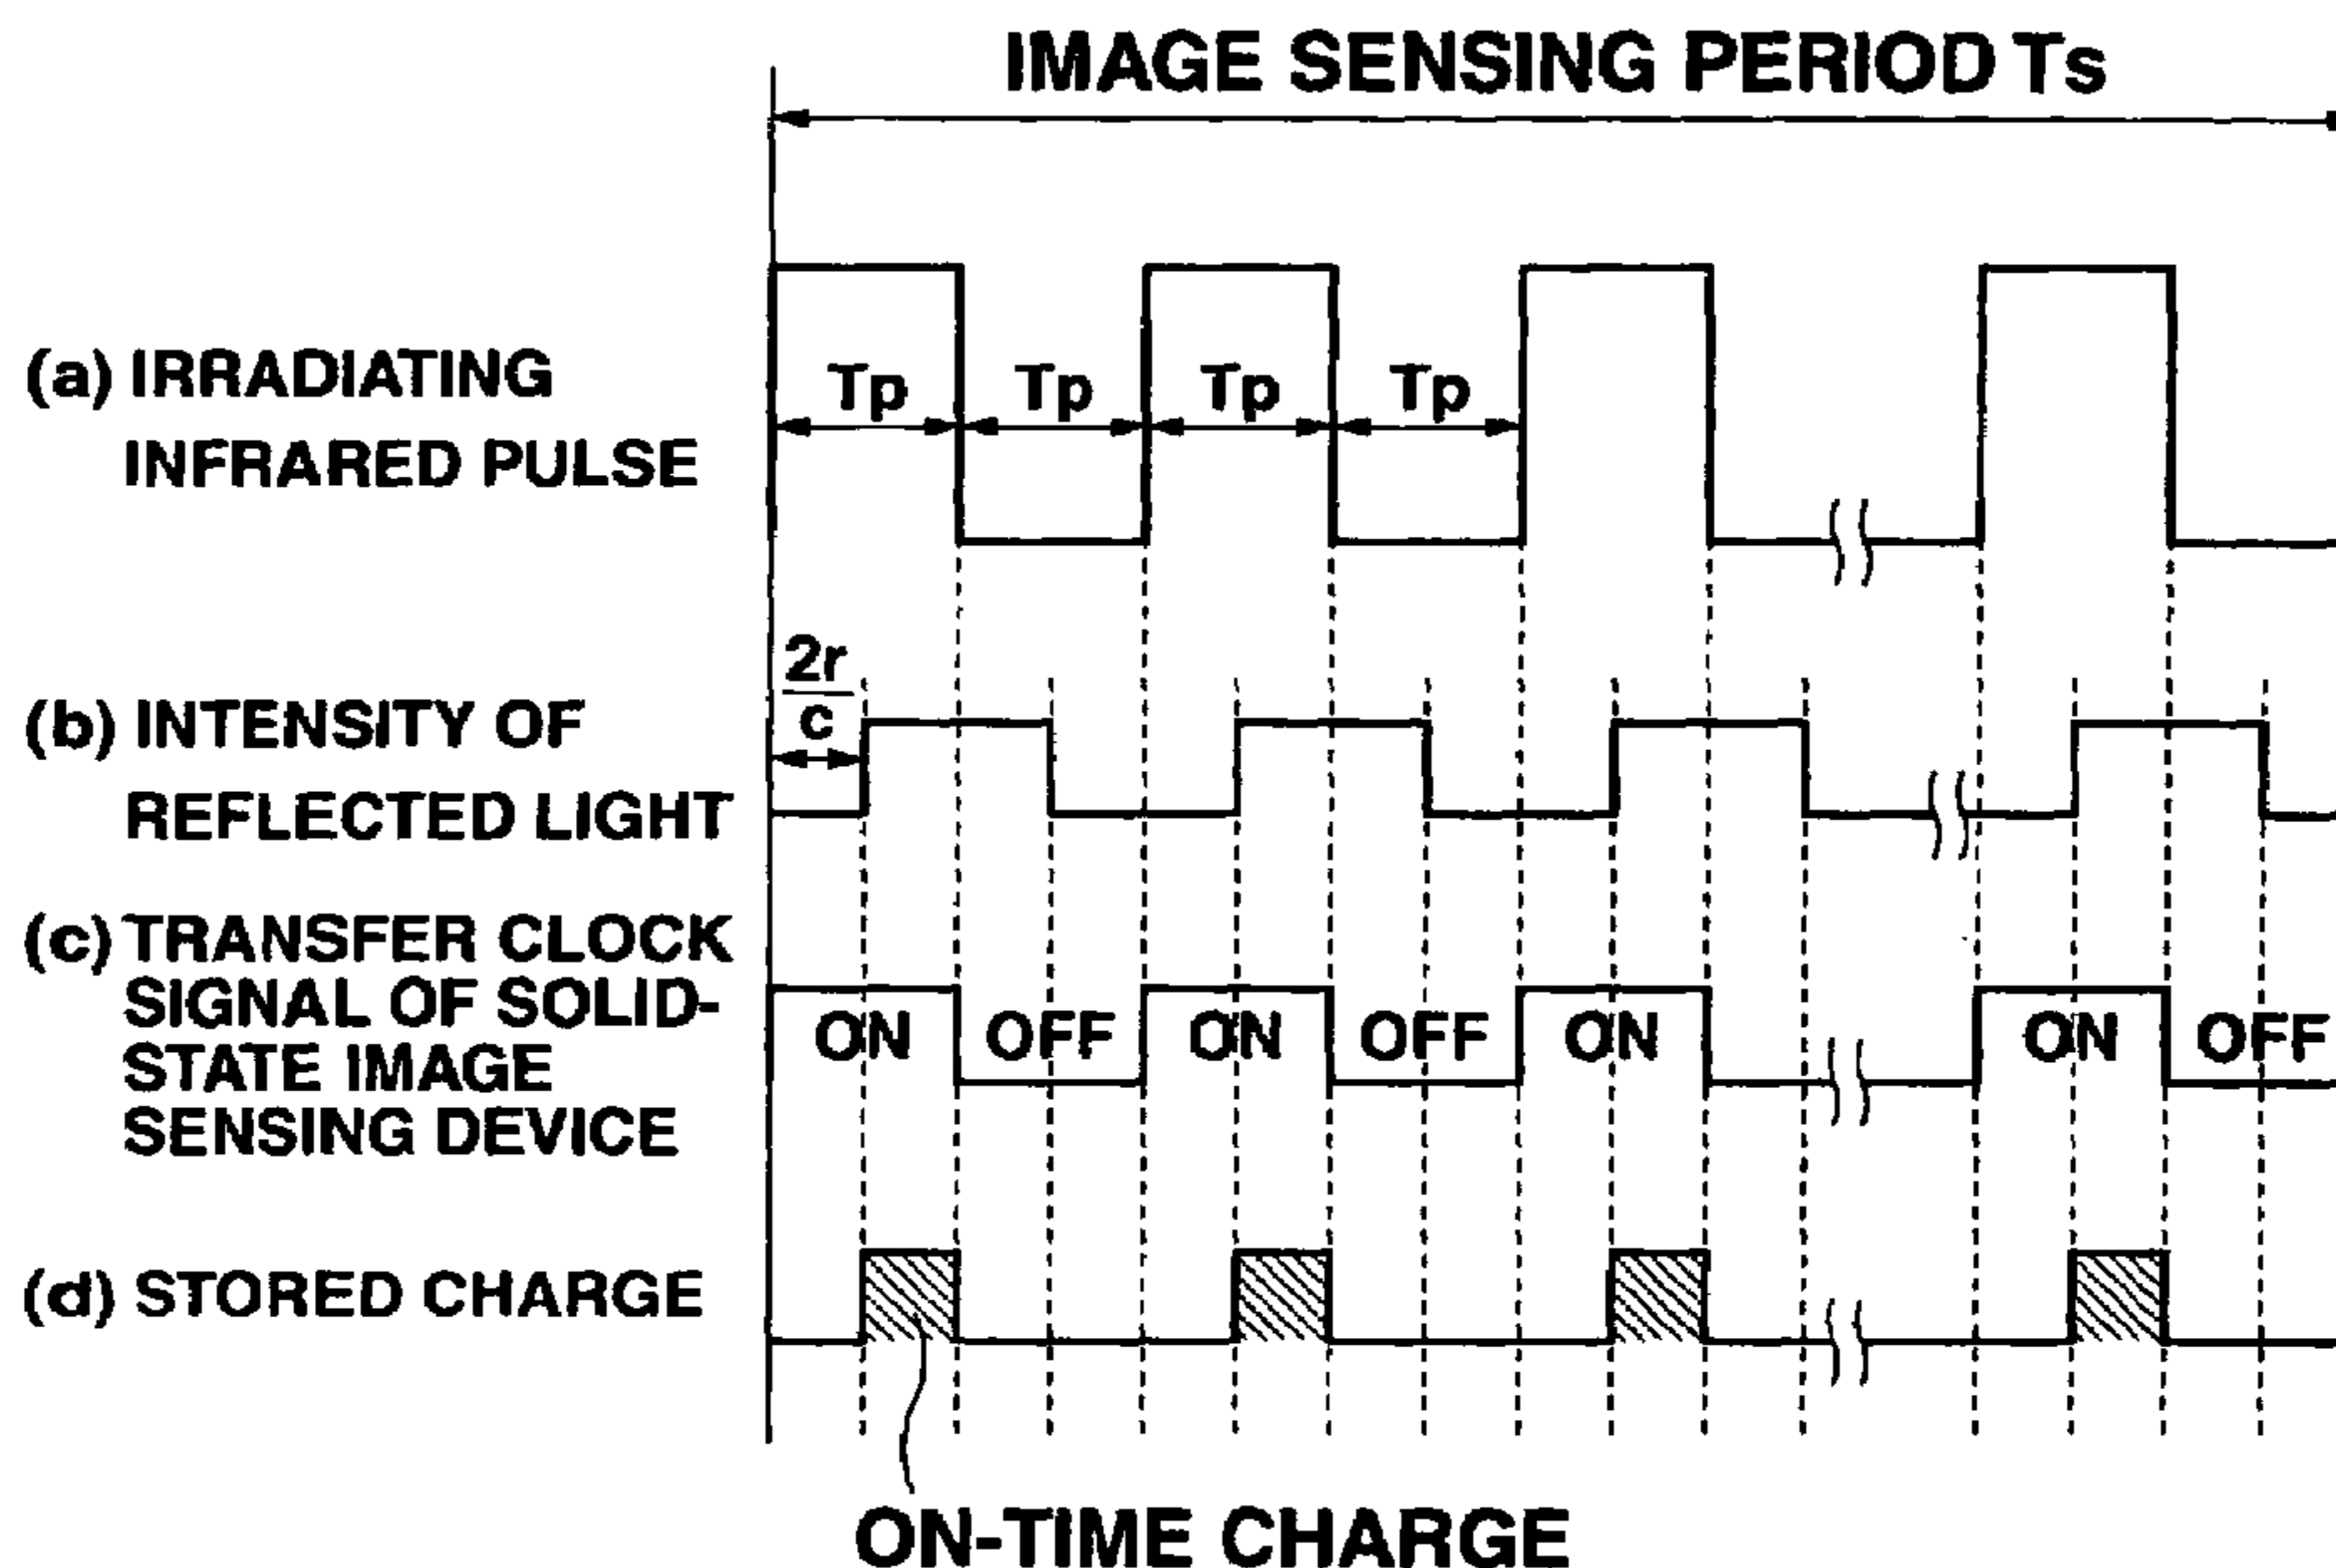 IMAGE SENSING PERIOD Ts
(a) IRRADIATING
INFRARED PULSE
Tp Tp Tp Tp
2r
c
(b) INTENSITY OF
REFLECTED LIGHT
(c) TRANSFER CLOCK
SIGNAL OF SOLID-
STATE IMAGE
SENSING DEVICE
ON OFF ON OFF ON ON OFF
(d) STORED CHARGE
ON-TIME CHARGE